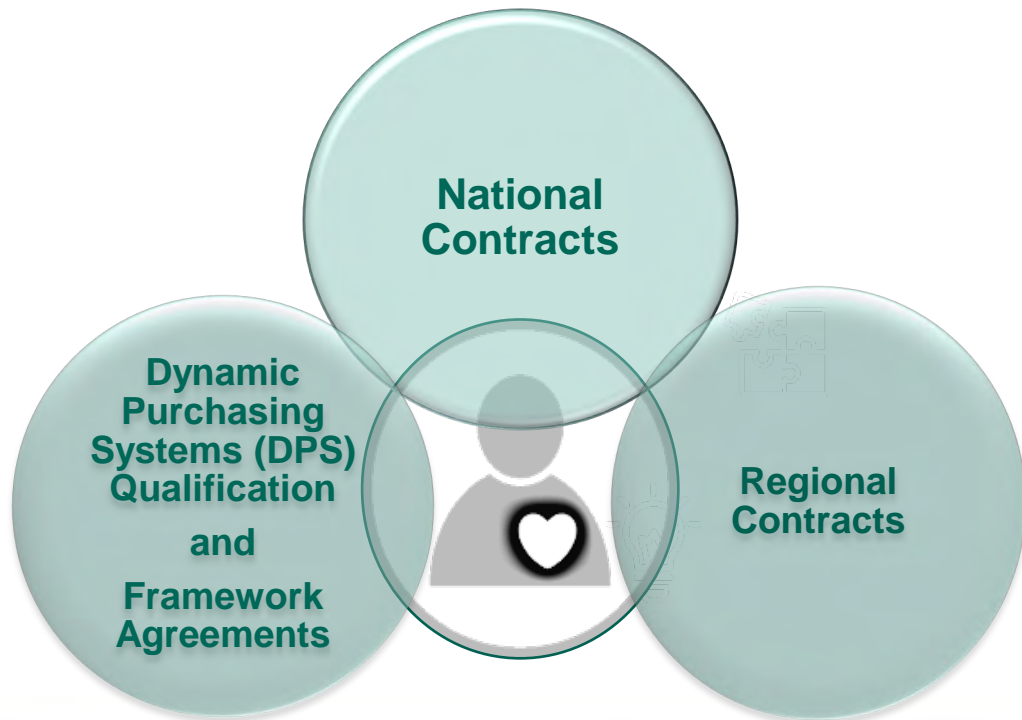 National
Contracts
Dynamic
Purchasing
Systems (DPS)
Qualification
and
Framework
Agreements
Regional
Contracts